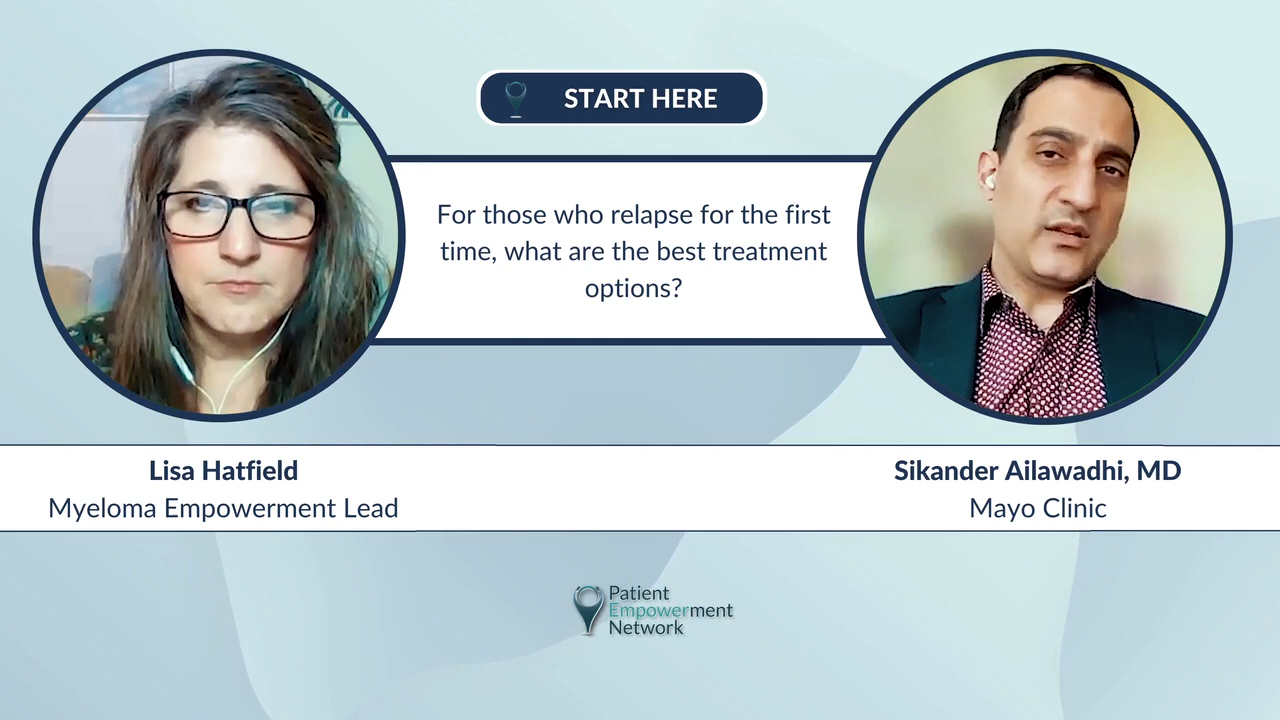 START HERE
For those who relapse for the first
time, what are the best treatment
options?
Lisa Hatfield
Myeloma Empowerment Lead
Sikander Ailawadhi, MD
Mayo Clinic
Patient
Empowerment
Network